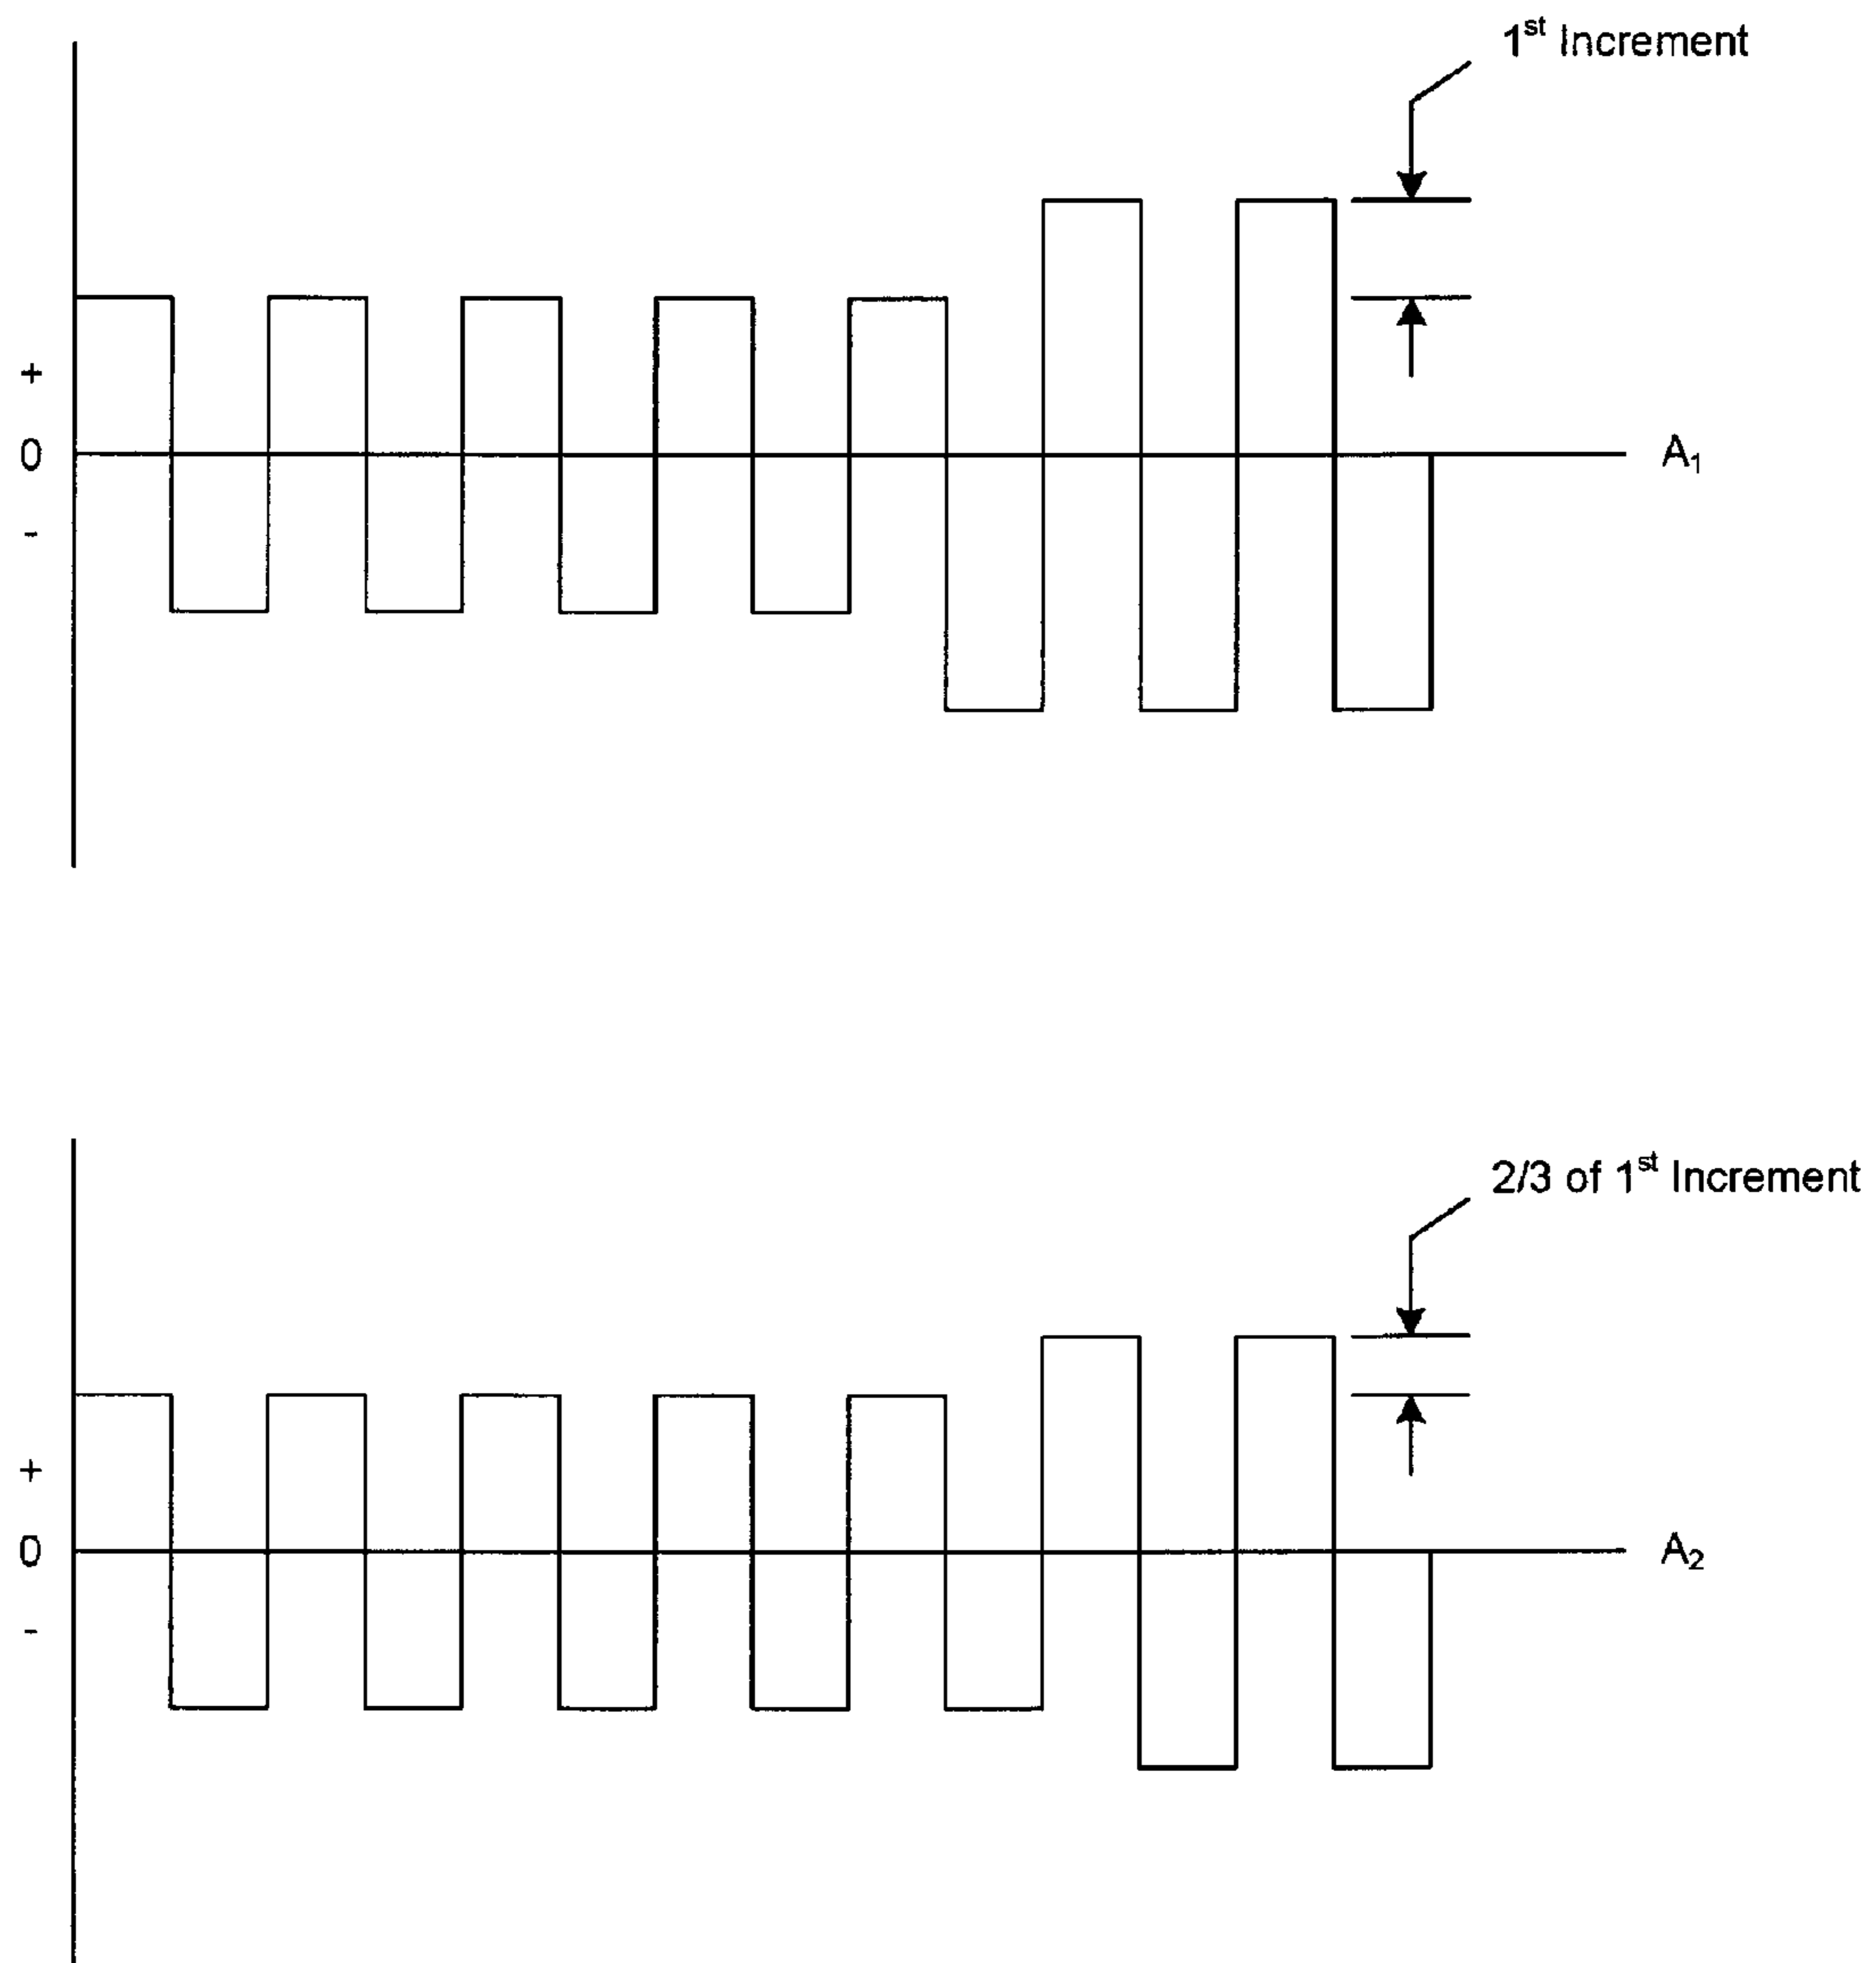 1st Increment
+
0
A1
-
2/3 of 1st Increment
+
0
A2
-